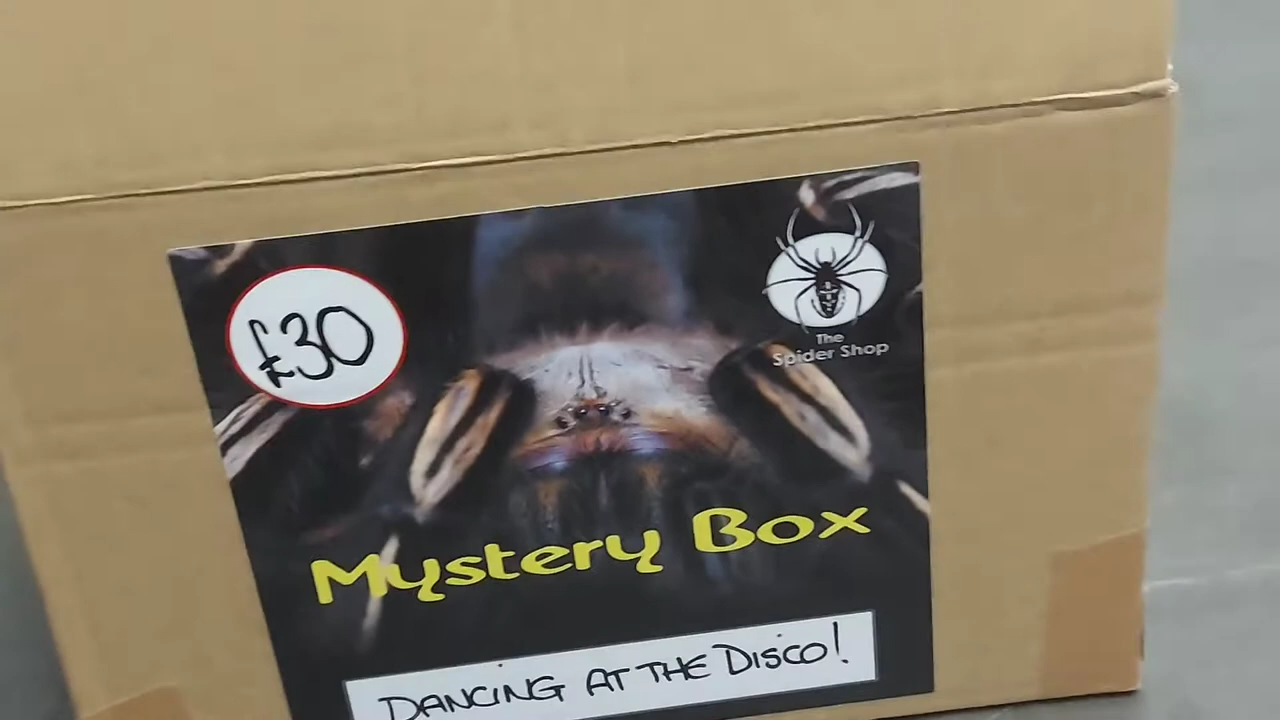 £30
The
Spider Shop
Mystery Box
DANCING AT THE DISCO!